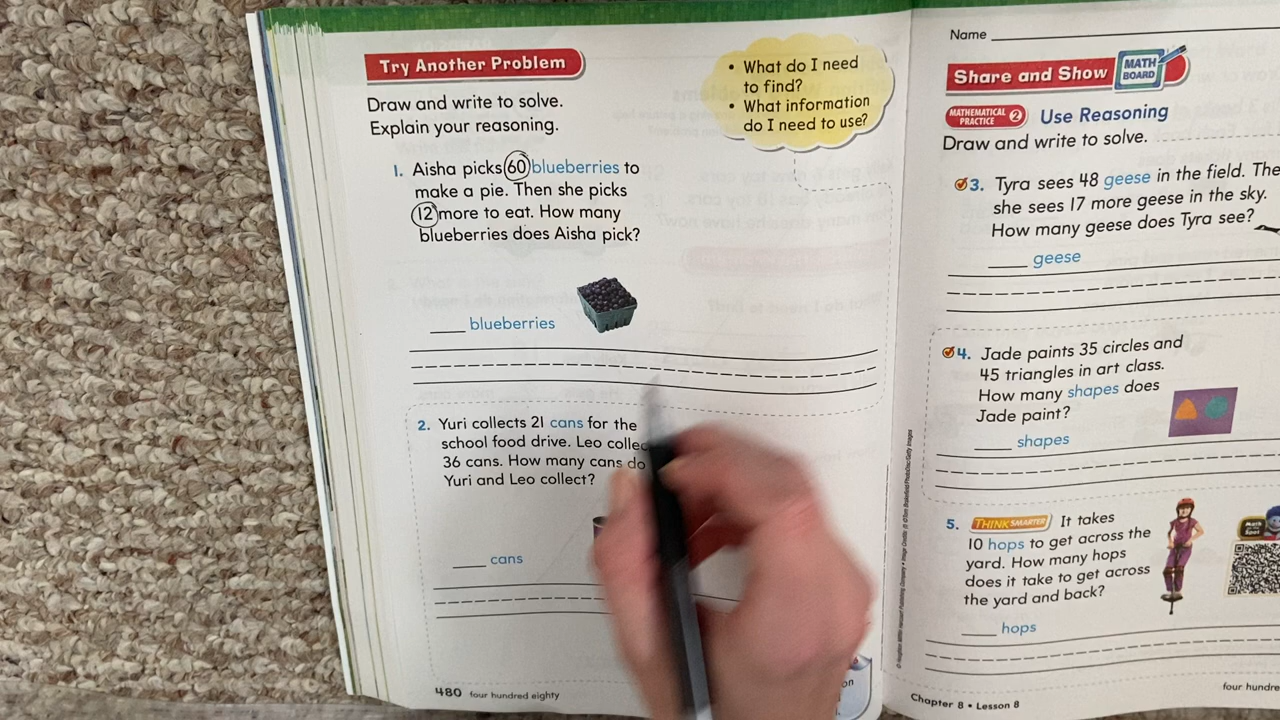 Try Another Problem
Draw and write to solve.
Explain your reasoning.
• What do I need
to find?
• What information
do I need to use?
1. Aisha picks 60 blueberries to
make a pie. Then she picks
12 more to eat. How many
blueberries does Aisha pick?
____ blueberries
2. Yuri collects 21 cans for the
school food drive. Leo
36 cans. How many cans do
Yuri and Leo collect?
____ cans
480 four hundred eighty
Name
Share and Show MATH
BOARD
MATHEMATICAL
PRACTICE 2 Use Reasoning
Draw and write to solve.
3. Tyra sees 48 geese in the field.
she sees 17 more geese in the sky.
How many geese does Tyra see?
____ geese
4. Jade paints 35 circles and
45 triangles in art class.
How many shapes does
Jade paint?
____ shapes
5. THINK SMARTER It takes
10 hops to get across the
yard. How many hops
does it take to get across
the yard and back?
____ hops
Chapter 8 • Lesson 8
four